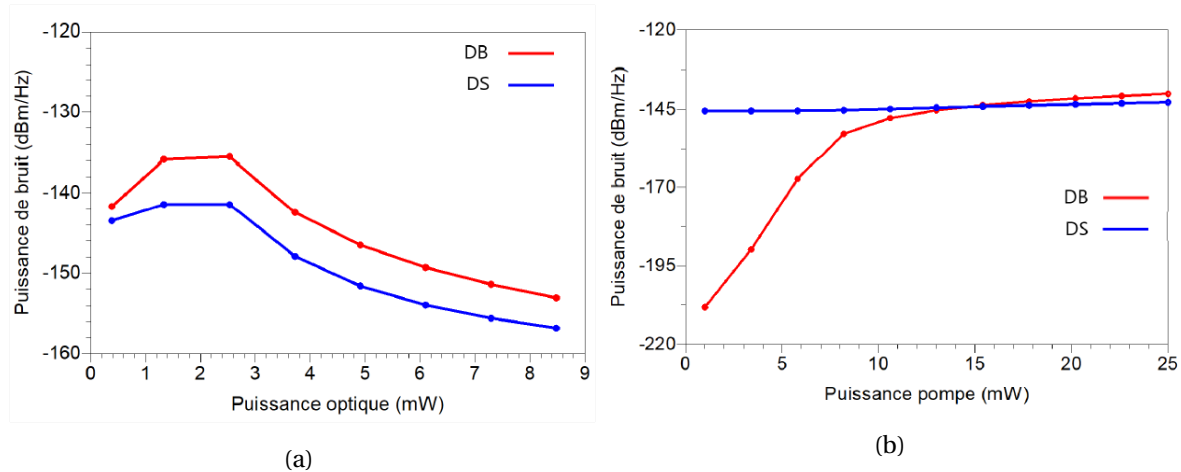 -120
-130
-140
-150
-160
Puissance de bruit (dBm/Hz)
DB
DS
0 1 2 3 4 5 6 7 8 9
Puissance optique (mW)
(a)
-120
-145
-170
-195
-220
Puissance de bruit (dBm/Hz)
DB
DS
0 5 10 15 20 25
Puissance pompe (mW)
(b)